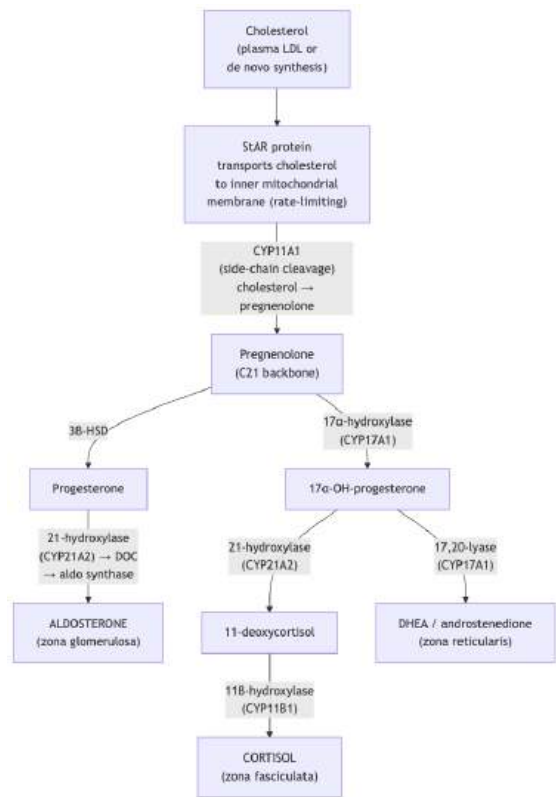 Cholesterol
(plasma LDL or
de novo synthesis)
StAR protein
transports cholesterol
to inner mitochondrial
membrane (rate-limiting)
CYP11A1
(side-chain cleavage)
cholesterol →
pregnenolone
Pregnenolone
(C21 backbone)
3β-HSD
17α-hydroxylase
(CYP17A1)
Progesterone
17α-OH-progesterone
21-hydroxylase
(CYP21A2) → DOC
→ aldo synthase
21-hydroxylase
(CYP21A2)
17,20-lyase
(CYP17A1)
ALDOSTERONE
(zona glomerulosa)
11-deoxycortisol
DHEA / androstenedione
(zona reticularis)
11β-hydroxylase
(CYP11B1)
CORTISOL
(zona fasciculata)